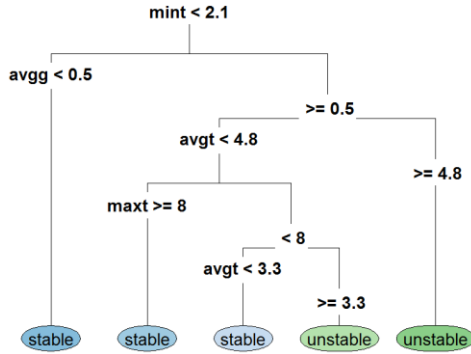 mint < 2.1
avgg < 0.5
>= 0.5
avgt < 4.8
>= 4.8
maxt >= 8
< 8
avgt < 3.3
>= 3.3
stable
stable
stable
unstable
unstable